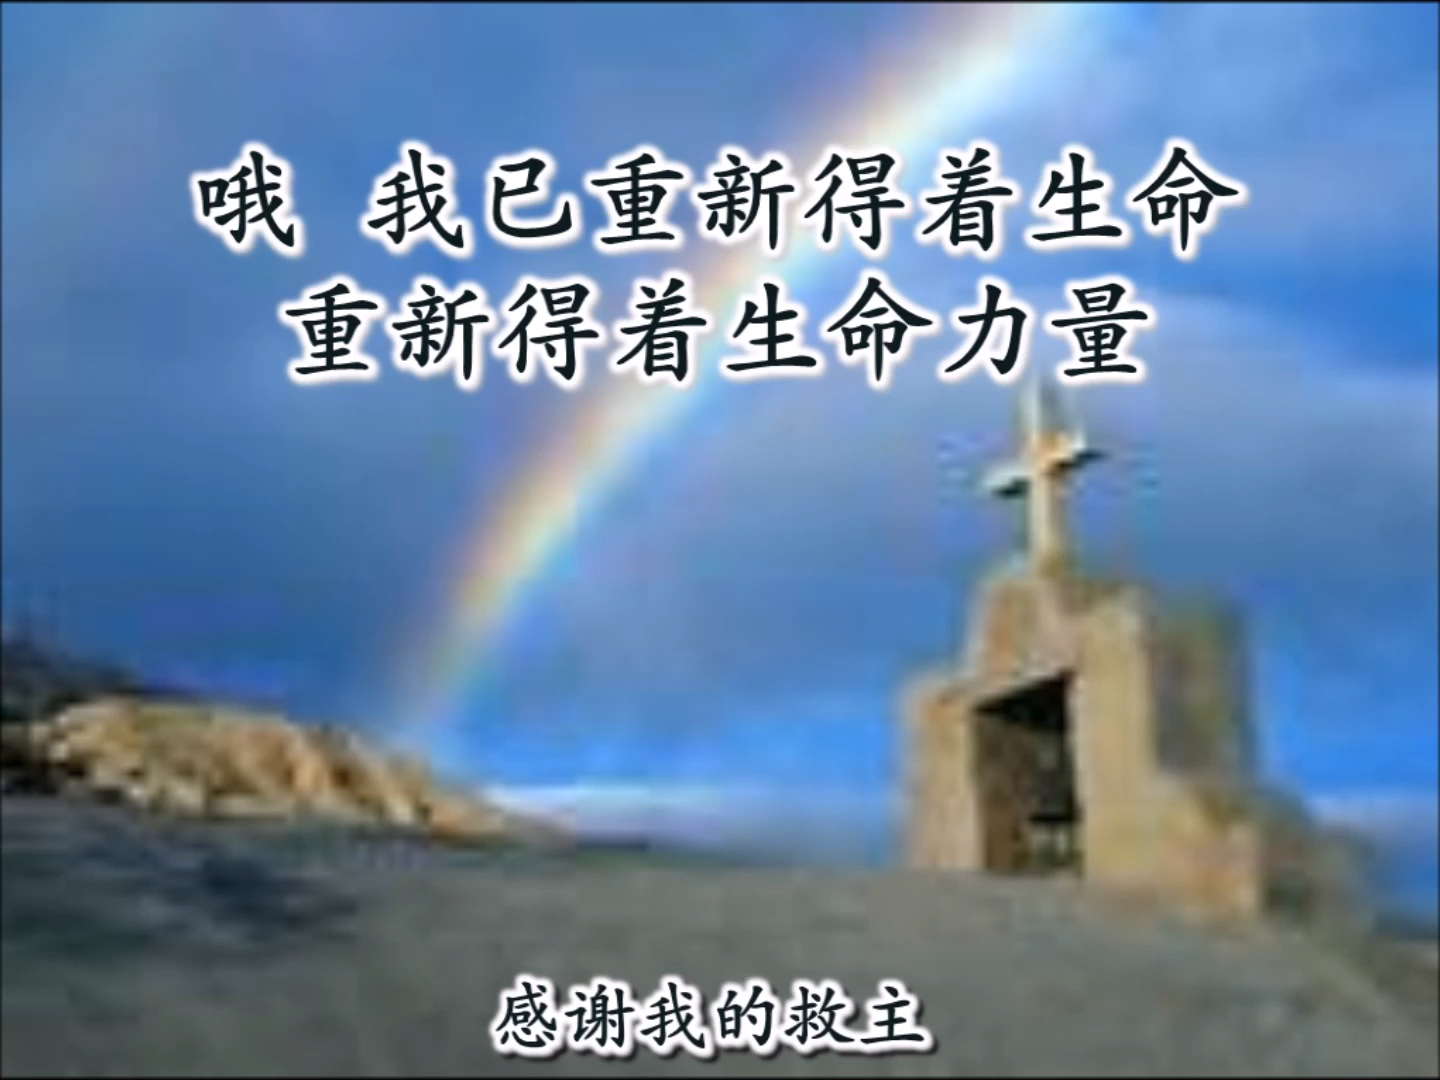 哦 我已重新得着生命
重新得着生命力量
感谢我的救主